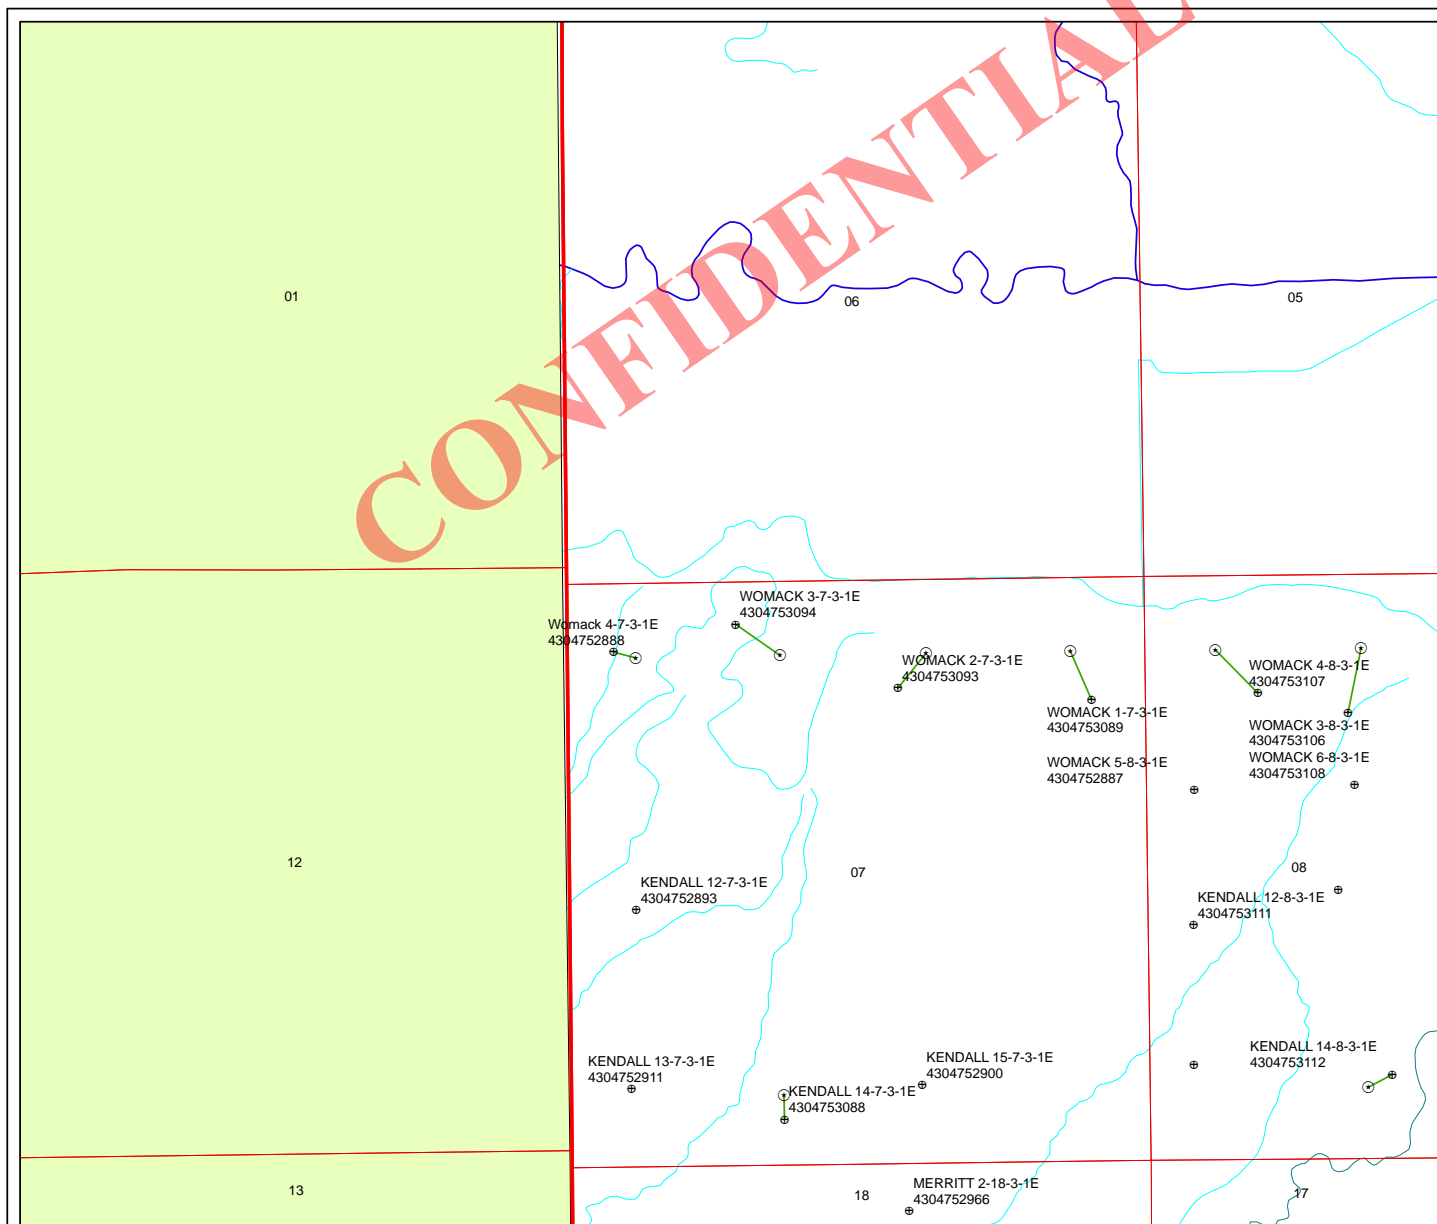 CONFIDENTIAL
01
06
05
WOMACK 3-7-3-1E
4304753094
Womack 4-7-3-1E
4304752888
WOMACK 2-7-3-1E
4304753093
WOMACK 4-8-3-1E
4304753107
WOMACK 1-7-3-1E
4304753089
WOMACK 3-8-3-1E
4304753106
WOMACK 5-8-3-1E
4304752887
WOMACK 6-8-3-1E
4304753108
12
07
08
KENDALL 12-7-3-1E
4304752893
KENDALL 12-8-3-1E
4304753111
KENDALL 13-7-3-1E
4304752911
KENDALL 15-7-3-1E
4304752900
KENDALL 14-8-3-1E
4304753112
KENDALL 14-7-3-1E
4304753088
13
18
MERRITT 2-18-3-1E
4304752966
17